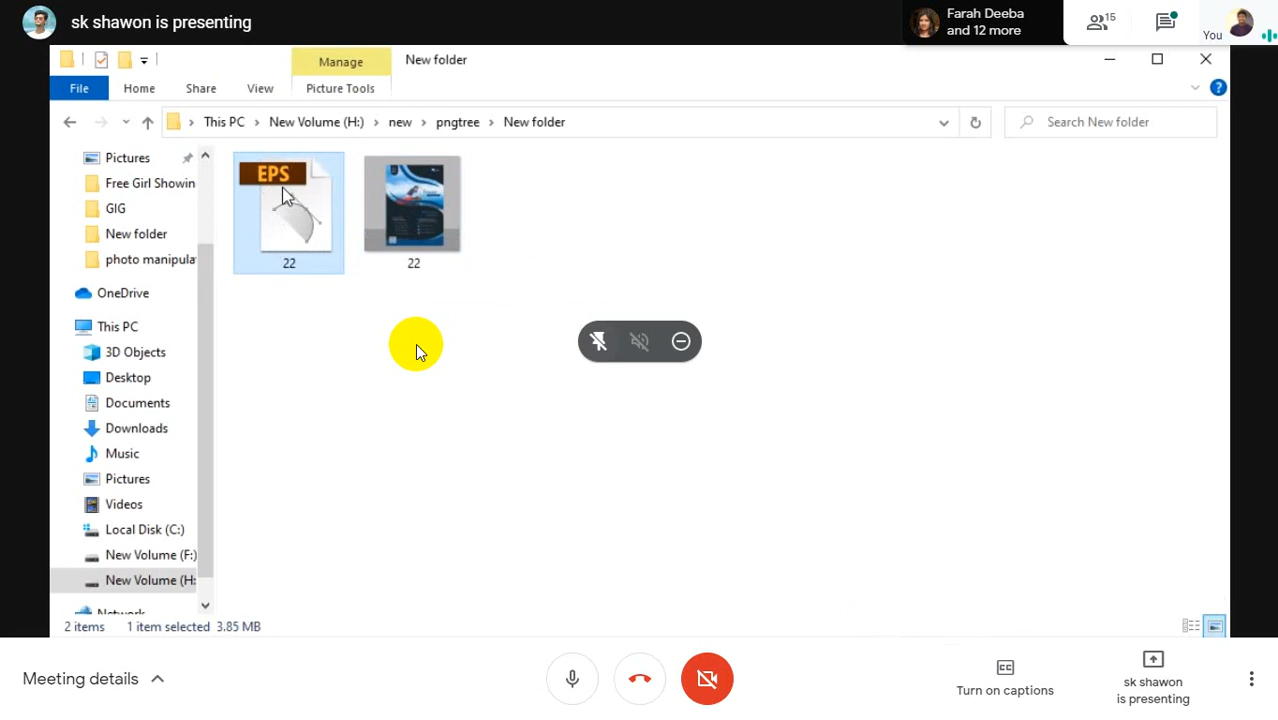 sk shawon is presenting
Farah Deeba
and 12 more
15
You
Manage
New folder
File
Home
Share
View
Picture Tools
This PC
New Volume (H:)
new
pngtree
New folder
Search New folder
Pictures
Free Girl Showin
GIG
New folder
photo manipula
OneDrive
This PC
3D Objects
Desktop
Documents
Downloads
Music
Pictures
Videos
Local Disk (C:)
New Volume (F:)
New Volume (H:
Network
EPS
22
22
2 items
1 item selected 3.85 MB
Meeting details
CC
Turn on captions
sk shawon
is presenting